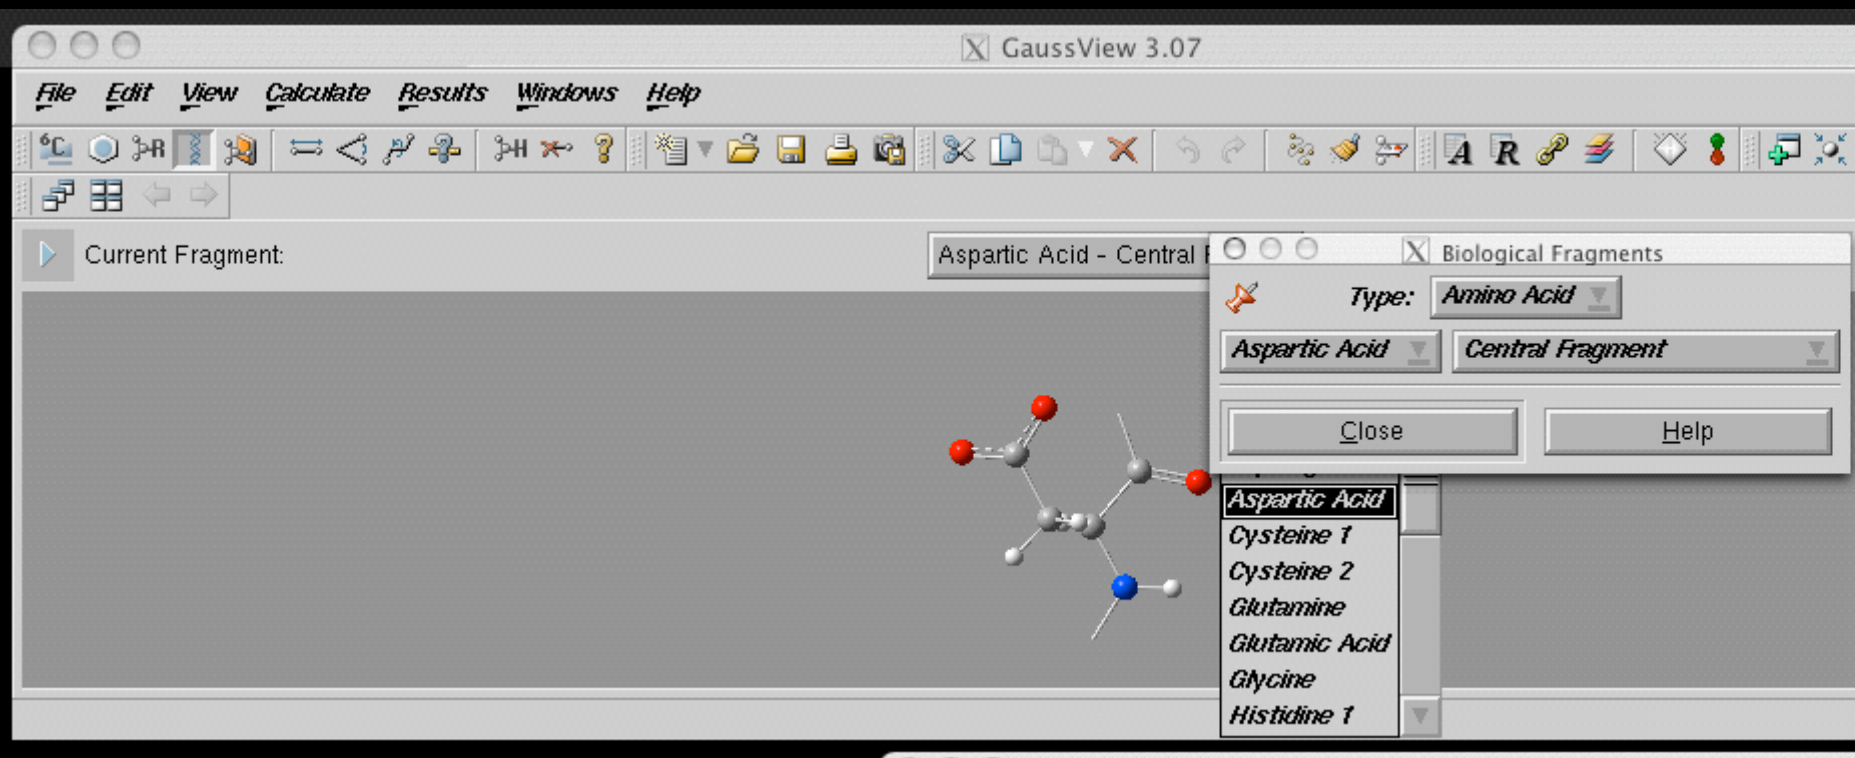 GaussView 3.07
File Edit View Calculate Results Windows Help
6C R H A R
Current Fragment:
Aspartic Acid - Central
Biological Fragments
Type: Amino Acid
Aspartic Acid Central Fragment
Close Help
Aspartic Acid
Cysteine 1
Cysteine 2
Glutamine
Glutamic Acid
Glycine
Histidine 1